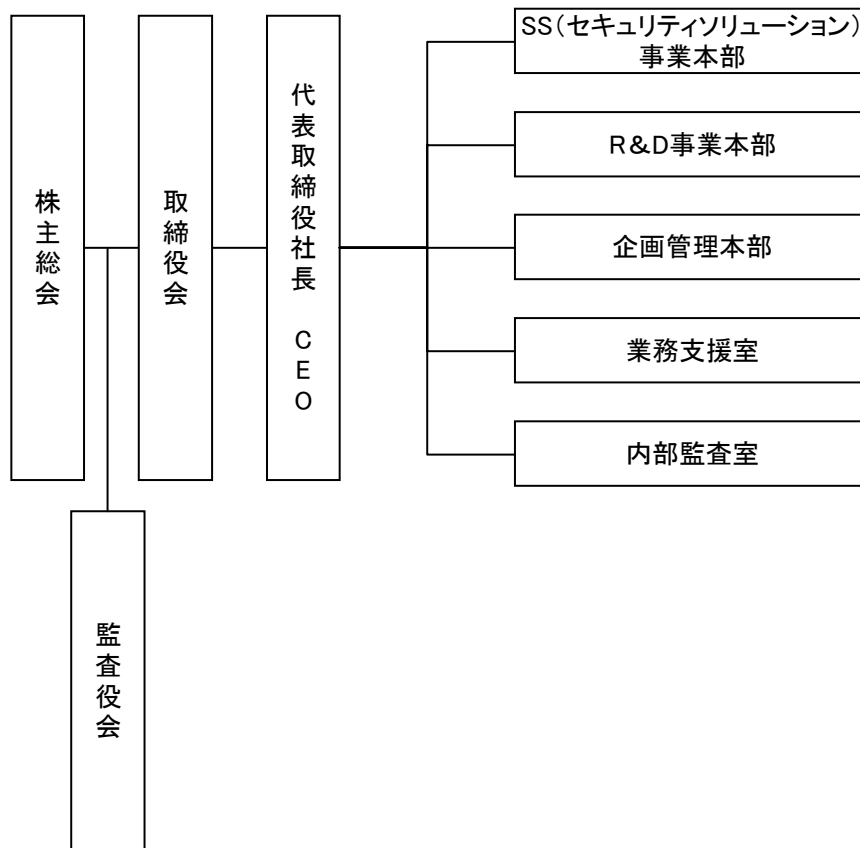 株主総会
取締役会
代表取締役社長 CEO
SS(セキュリティソリューション)
事業本部
R&D事業本部
企画管理本部
業務支援室
内部監査室
監査役会